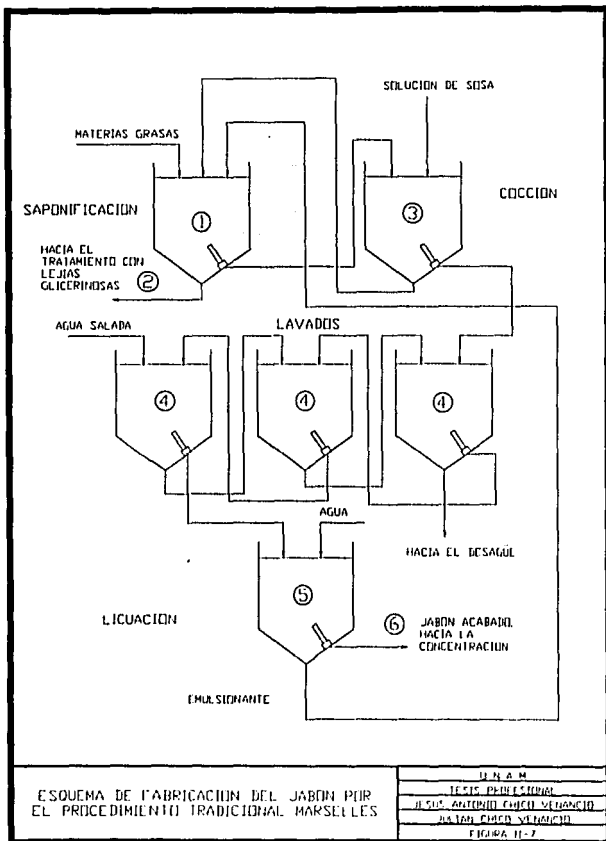 SOLUCION DE SOSA
MATERIAS GRASAS
SAPONIFICACION
COCCION
①
③
HACIA EL
TRATAMIENTO CON
LEJIAS
GLICERINOSAS
②
LAVADOS
AGUA SALADA
④
④
④
AGUA
HACIA EL DESAGÜE
⑤
LICUACION
⑥
JABON ACABADO,
HACIA LA
CONCENTRACION
EMULSIONANTE
ESQUEMA DE FABRICACION DEL JABON POR
EL PROCEDIMIENTO TRADICIONAL MARSELLES
U N A M
TESIS PROFESIONAL
JESUS ANTONIO CHICO VENANCIO
JULIAN CHICO VENANCIO
FIGURA II-7